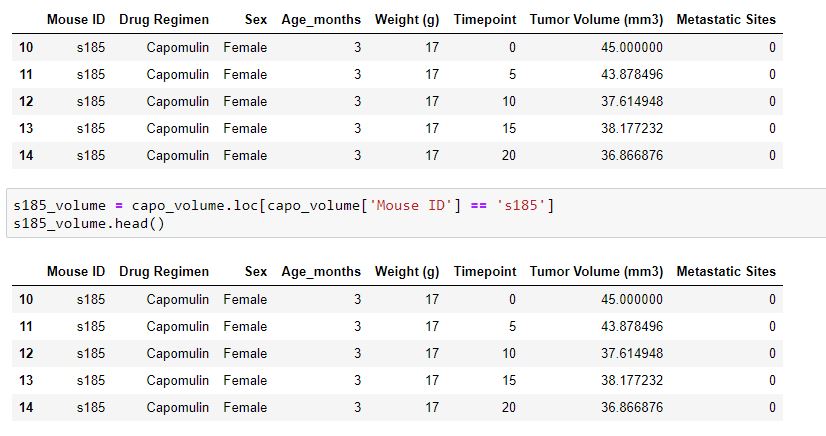 Mouse ID Drug Regimen Sex Age_months Weight (g) Timepoint Tumor Volume (mm3) Metastatic Sites
10 s185 Capomulin Female 3 17 0 45.000000 0
11 s185 Capomulin Female 3 17 5 43.878496 0
12 s185 Capomulin Female 3 17 10 37.614948 0
13 s185 Capomulin Female 3 17 15 38.177232 0
14 s185 Capomulin Female 3 17 20 36.866876 0
s185_volume = capo_volume.loc[capo_volume['Mouse ID'] == 's185']
s185_volume.head()
Mouse ID Drug Regimen Sex Age_months Weight (g) Timepoint Tumor Volume (mm3) Metastatic Sites
10 s185 Capomulin Female 3 17 0 45.000000 0
11 s185 Capomulin Female 3 17 5 43.878496 0
12 s185 Capomulin Female 3 17 10 37.614948 0
13 s185 Capomulin Female 3 17 15 38.177232 0
14 s185 Capomulin Female 3 17 20 36.866876 0